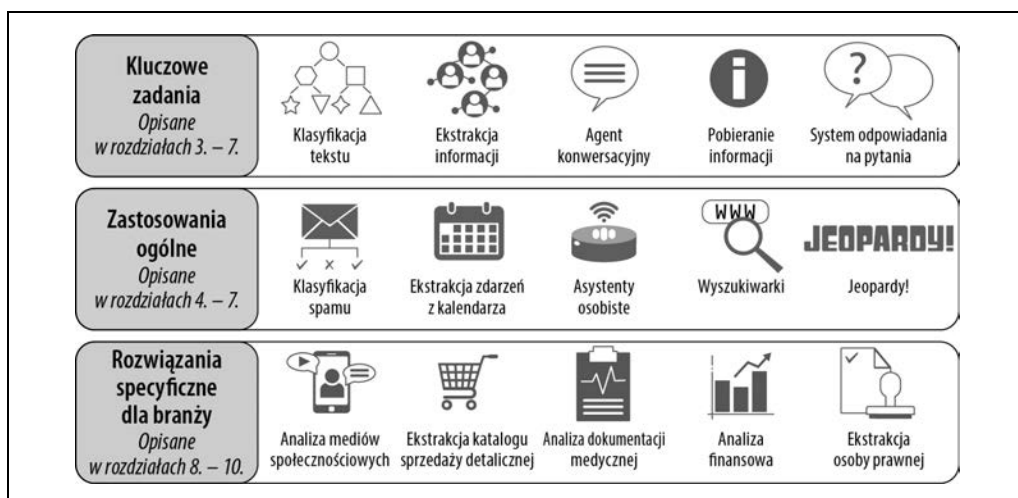 Kluczowe
zadania
Opisane
w rozdziałach 3. – 7.
Klasyfikacja
tekstu
Ekstrakcja
informacji
Agent
konwersacyjny
Pobieranie
informacji
?
System odpowiadania
na pytania
Zastosowania
ogólne
Opisane
w rozdziałach 4. – 7.
Klasyfikacja
spamu
Ekstrakcja zdarzeń
z kalendarza
Asystenty
osobiste
WWW
Wyszukiwarki
JEOPARDY!
Jeopardy!
Rozwiązania
specyficzne
dla branży
Opisane
w rozdziałach 8. – 10.
Analiza mediów
społecznościowych
Ekstrakcja katalogu
sprzedaży detalicznej
Analiza dokumentacji
medycznej
Analiza
finansowa
Ekstrakcja
osoby prawnej